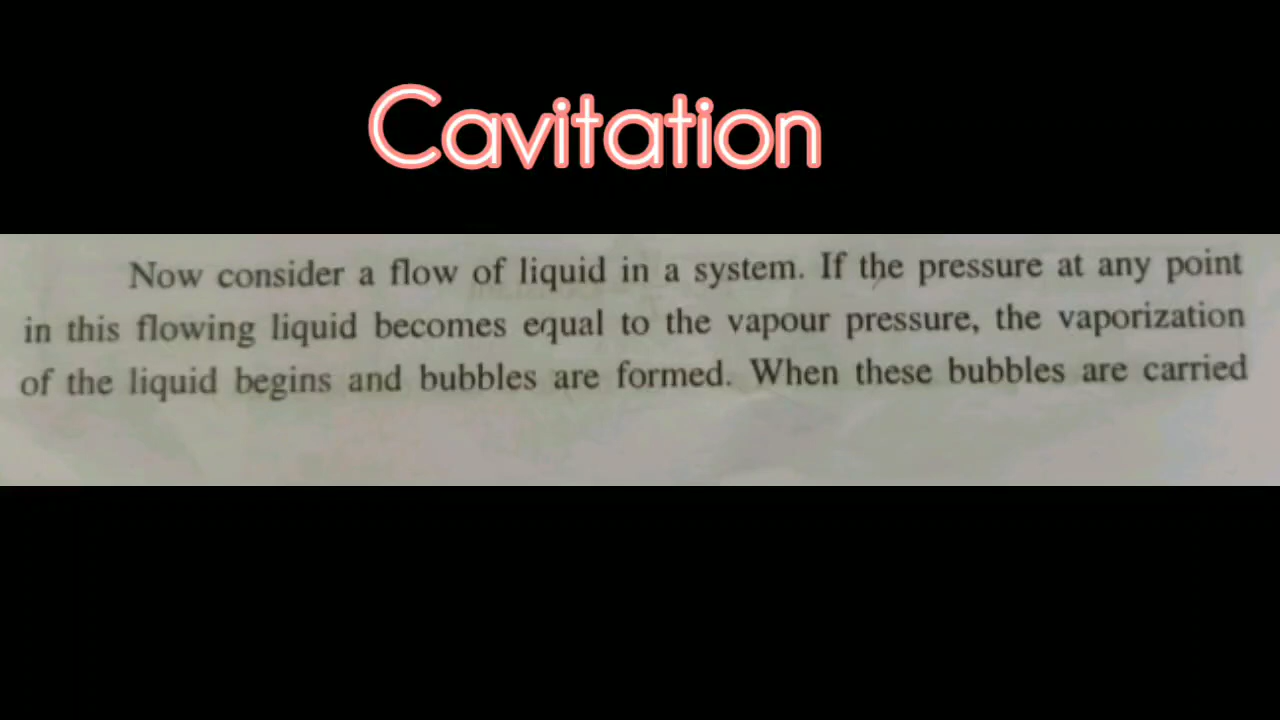 Cavitation
Now consider a flow of liquid in a system. If the pressure at any point
in this flowing liquid becomes equal to the vapour pressure, the vaporization
of the liquid begins and bubbles are formed. When these bubbles are carried